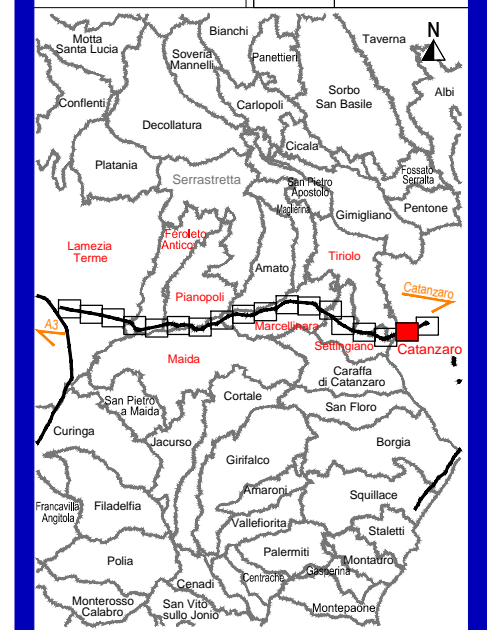 Bianchi
Motta
Santa Lucia
Soveria
Mannelli
Panettieri
Taverna
N
Conflenti
Carlopoli
Sorbo
San Basile
Albi
Decollatura
Cicala
Platania
Serrastretta
San Pietro
Apostolo
Fossato
Serralta
Maglierina
Gimigliano
Pentone
Lamezia
Terme
Feroleto
Antico
Amato
Tiriolo
Pianopoli
Catanzaro
A3
Marcellinara
Settingiano
Catanzaro
Maida
Caraffa
di Catanzaro
San Pietro
a Maida
Cortale
San Floro
Curinga
Jacurso
Borgia
Girifalco
Amaroni
Squillace
Francavilla
Angitola
Filadelfia
Vallefiorita
Staletti
Polia
Palermiti
Montauro
Gasperina
Centrache
Cenadi
Monterosso
Calabro
San Vito
sullo Jonio
Montepaone